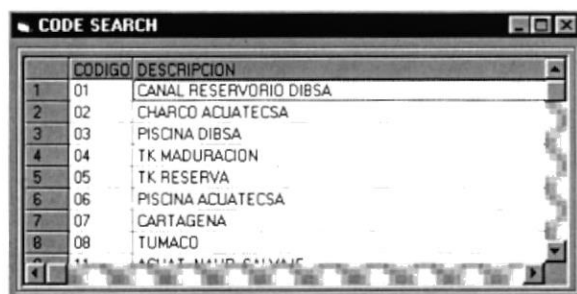 CODE SEARCH
CODIGO DESCRIPCION
1 01 CANAL RESERVORIO DIBSA
2 02 CHARCO ACUATECSA
3 03 PISCINA DIBSA
4 04 TK MADURACION
5 05 TK RESERVA
6 06 PISCINA ACUATECSA
7 07 CARTAGENA
8 08 TUMACO